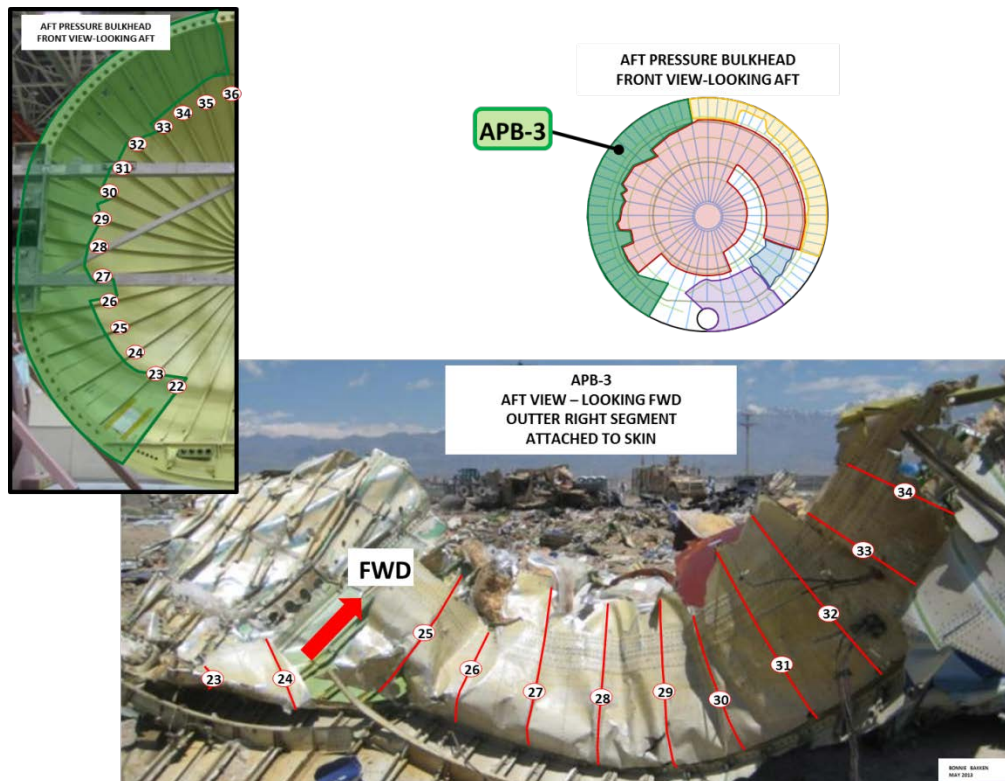 AFT PRESSURE BULKHEAD
FRONT VIEW-LOOKING AFT
36
35
34
33
32
31
30
29
28
27
26
25
24
23
22
AFT PRESSURE BULKHEAD
FRONT VIEW-LOOKING AFT
APB-3
APB-3
AFT VIEW – LOOKING FWD
OUTTER RIGHT SEGMENT
ATTACHED TO SKIN
FWD
34
33
32
31
30
29
28
27
26
25
24
23
BONNIE BAKKEN
MAY 2013